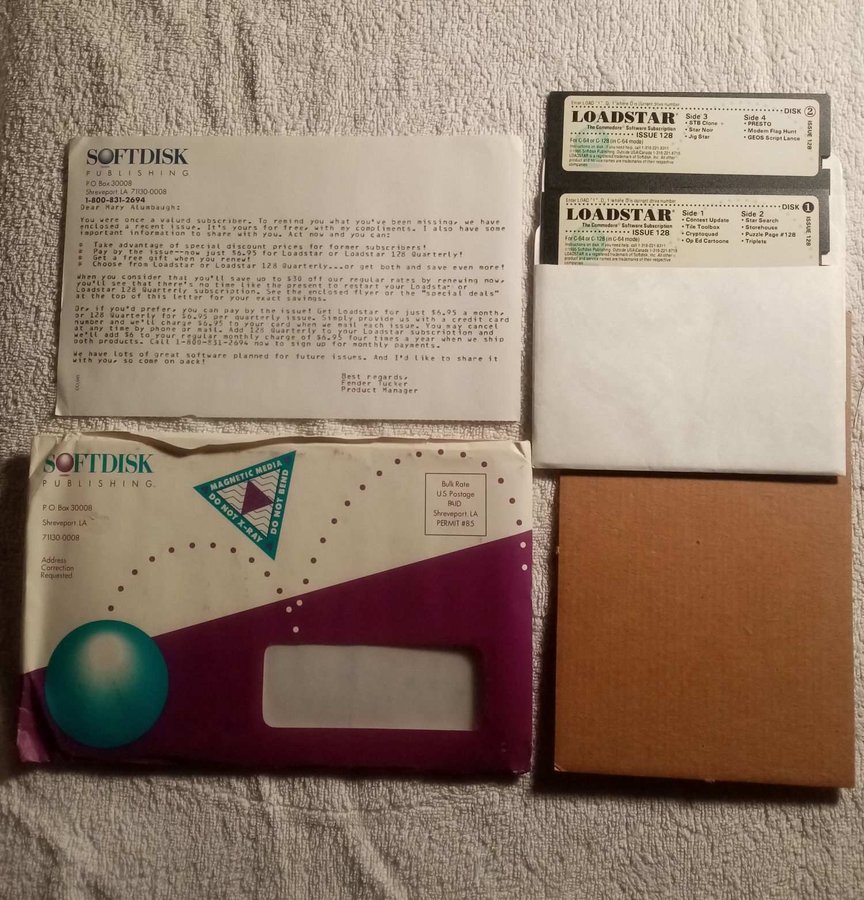 SOFTDISK
PUBLISHING
P.O. Box 30008
Shreveport LA 71130-0008
1-800-831-2694
Dear Mary Alumbaugh:
You were once a valued subscriber. To remind you what you've been missing, we have
enclosed a recent issue. It's yours for free, with my compliments. I also have some
important information to share with you. Act now and you can:
* Take advantage of special discount prices for former subscribers!
* Pay by the issue--now just $6.95 for Loadstar or Loadstar 128 Quarterly!
* Get a free gift when you renew!
* Choose from Loadstar or Loadstar 128 Quarterly...or get both and save even more!
When you consider that you'll save up to $30 off our regular rates by renewing now,
you'll see that there's no time like the present to restart your Loadstar or
Loadstar 128 Quarterly subscription. See the enclosed flyer or the "special deals"
at the top of this letter for your exact savings.
Or, if you'd prefer, you can pay by the issue! Get Loadstar for just $6.95 a month,
or 128 Quarterly for $6.95 per quarterly issue. Simply provide us with a credit card
number and we'll charge $6.95 to your card when we mail each issue. You may cancel
at any time by phone or mail. Add 128 Quarterly to your Loadstar subscription and
we'll add $6 to your regular monthly charge of $6.95 four times a year when we ship
both products. Call 1-800-831-2694 now to sign up for monthly payments.
We have lots of great software planned for future issues. And I'd like to share it
with you, so come on back!
Best regards,
Fender Tucker
Product Manager
DISK 2
LOADSTAR
The Commodore Software Subscription
ISSUE 128
For C-64 or C-128 (in C-64 mode)
Side 3
• STB Clone
• Star Noir
• Jig Star
Side 4
• PRESTO
• Modem Flag Hunt
• GEOS Script Lance
ISSUE 128
DISK 1
LOADSTAR
The Commodore Software Subscription
ISSUE 128
For C-64 or C-128 (in C-64 mode)
Side 1
• Contest Update
• Tile Toolbox
• Cryptoquad
• Op Ed Cartoons
Side 2
• Star Search
• Storehouse
• Puzzle Page #128
• Triplets
ISSUE 128
SOFTDISK
PUBLISHING
P.O. Box 30008
Shreveport LA
71130-0008
Address
Correction
Requested
MAGNETIC MEDIA
DO NOT X-RAY
DO NOT BEND
Bulk Rate
U.S. Postage
PAID
Shreveport, LA
PERMIT #85